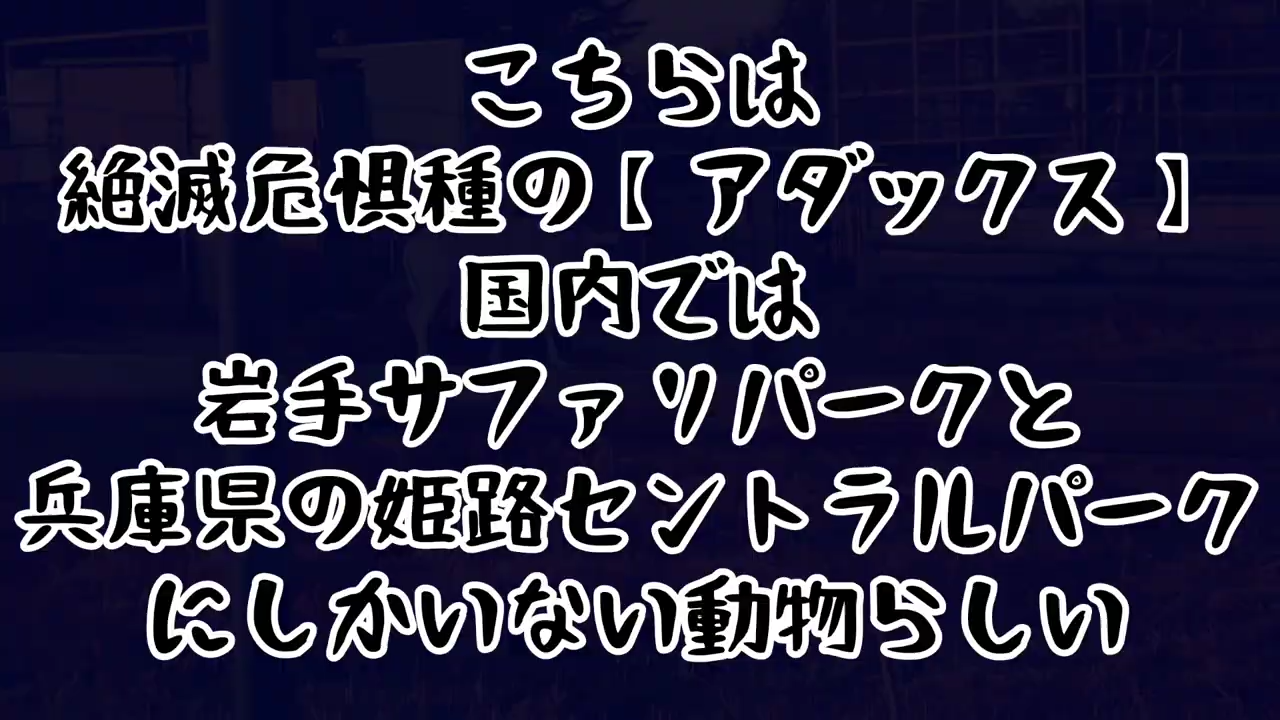 こちらは
絶滅危惧種の【 アダックス 】
国内では
岩手サファリパークと
兵庫県の姫路セントラルパーク
にしかいない動物らしい